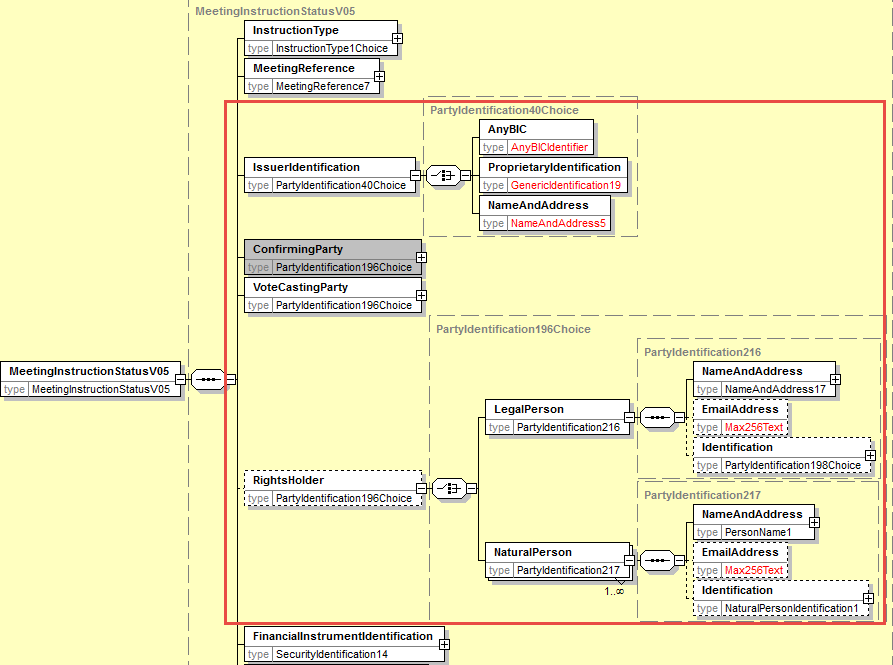 MeetingInstructionStatusV05
InstructionType
type InstructionType1Choice
MeetingReference
type MeetingReference7
PartyIdentification40Choice
AnyBIC
type AnyBICIdentifier
IssuerIdentification
type PartyIdentification40Choice
ProprietaryIdentification
type GenericIdentification19
NameAndAddress
type NameAndAddress5
ConfirmingParty
type PartyIdentification196Choice
VoteCastingParty
type PartyIdentification196Choice
PartyIdentification196Choice
PartyIdentification216
MeetingInstructionStatusV05
type MeetingInstructionStatusV05
NameAndAddress
type NameAndAddress17
LegalPerson
type PartyIdentification216
EmailAddress
type Max256Text
Identification
type PartyIdentification198Choice
RightsHolder
type PartyIdentification196Choice
PartyIdentification217
NameAndAddress
type PersonName1
NaturalPerson
type PartyIdentification217
1..∞
EmailAddress
type Max256Text
Identification
type NaturalPersonIdentification1
FinancialInstrumentIdentification
type SecurityIdentification14